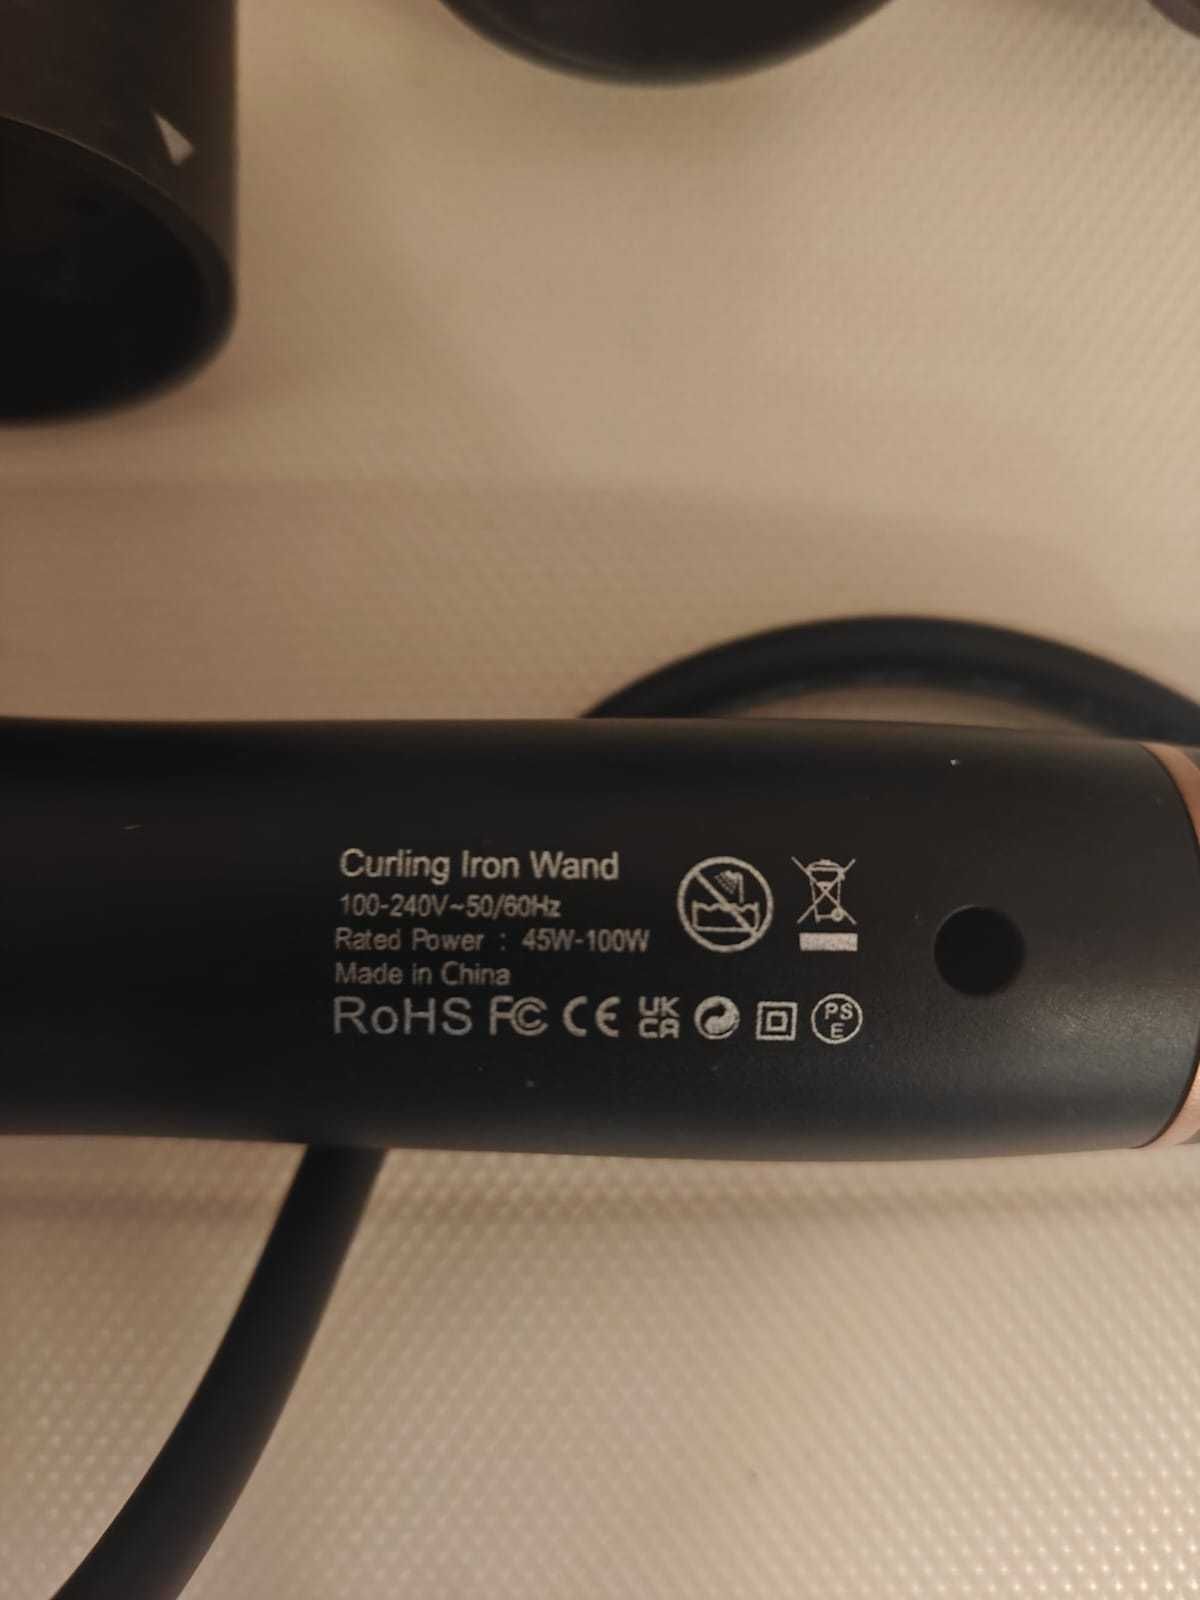 Curling Iron Wand
100-240V~50/60Hz
Rated Power : 45W-100W
Made in China
RoHS FC CE UK CA PS E